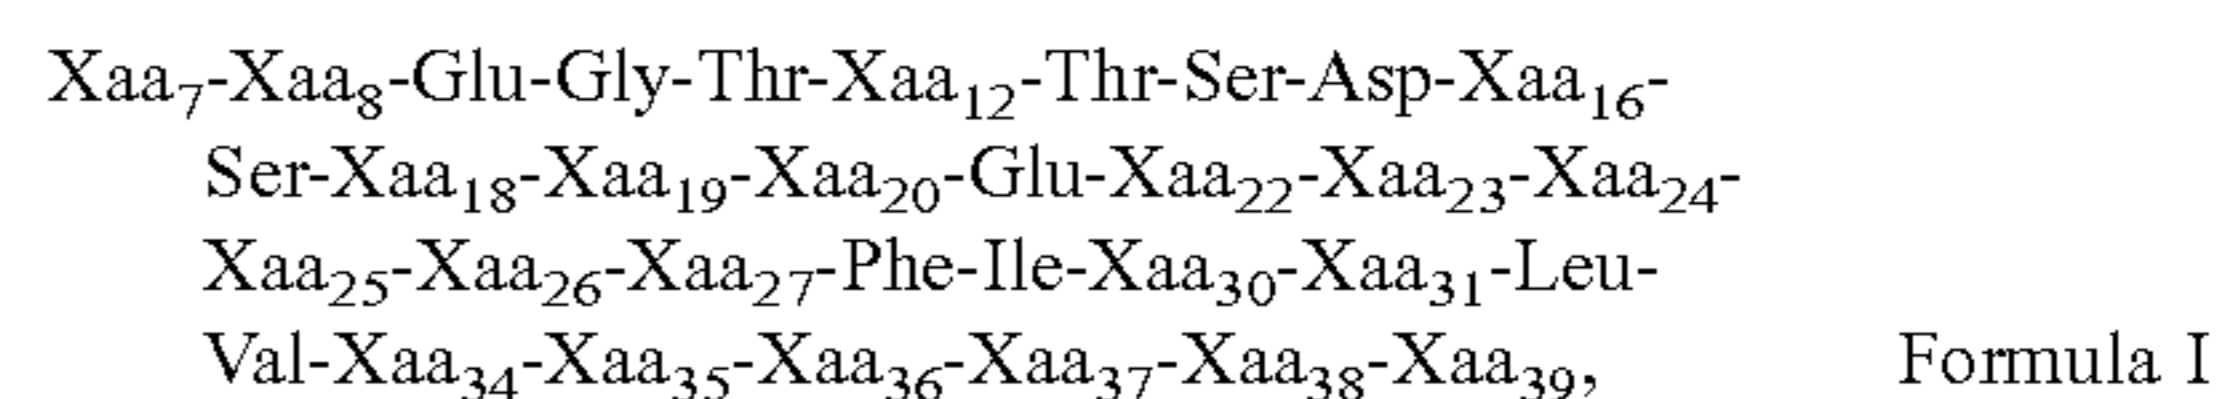 Xaa₇-Xaa₈-Glu-Gly-Thr-Xaa₁₂-Thr-Ser-Asp-Xaa₁₆-
Ser-Xaa₁₈-Xaa₁₉-Xaa₂₀-Glu-Xaa₂₂-Xaa₂₃-Xaa₂₄-
Xaa₂₅-Xaa₂₆-Xaa₂₇-Phe-Ile-Xaa₃₀-Xaa₃₁-Leu-
Val-Xaa₃₄-Xaa₃₅-Xaa₃₆-Xaa₃₇-Xaa₃₈-Xaa₃₉, Formula I